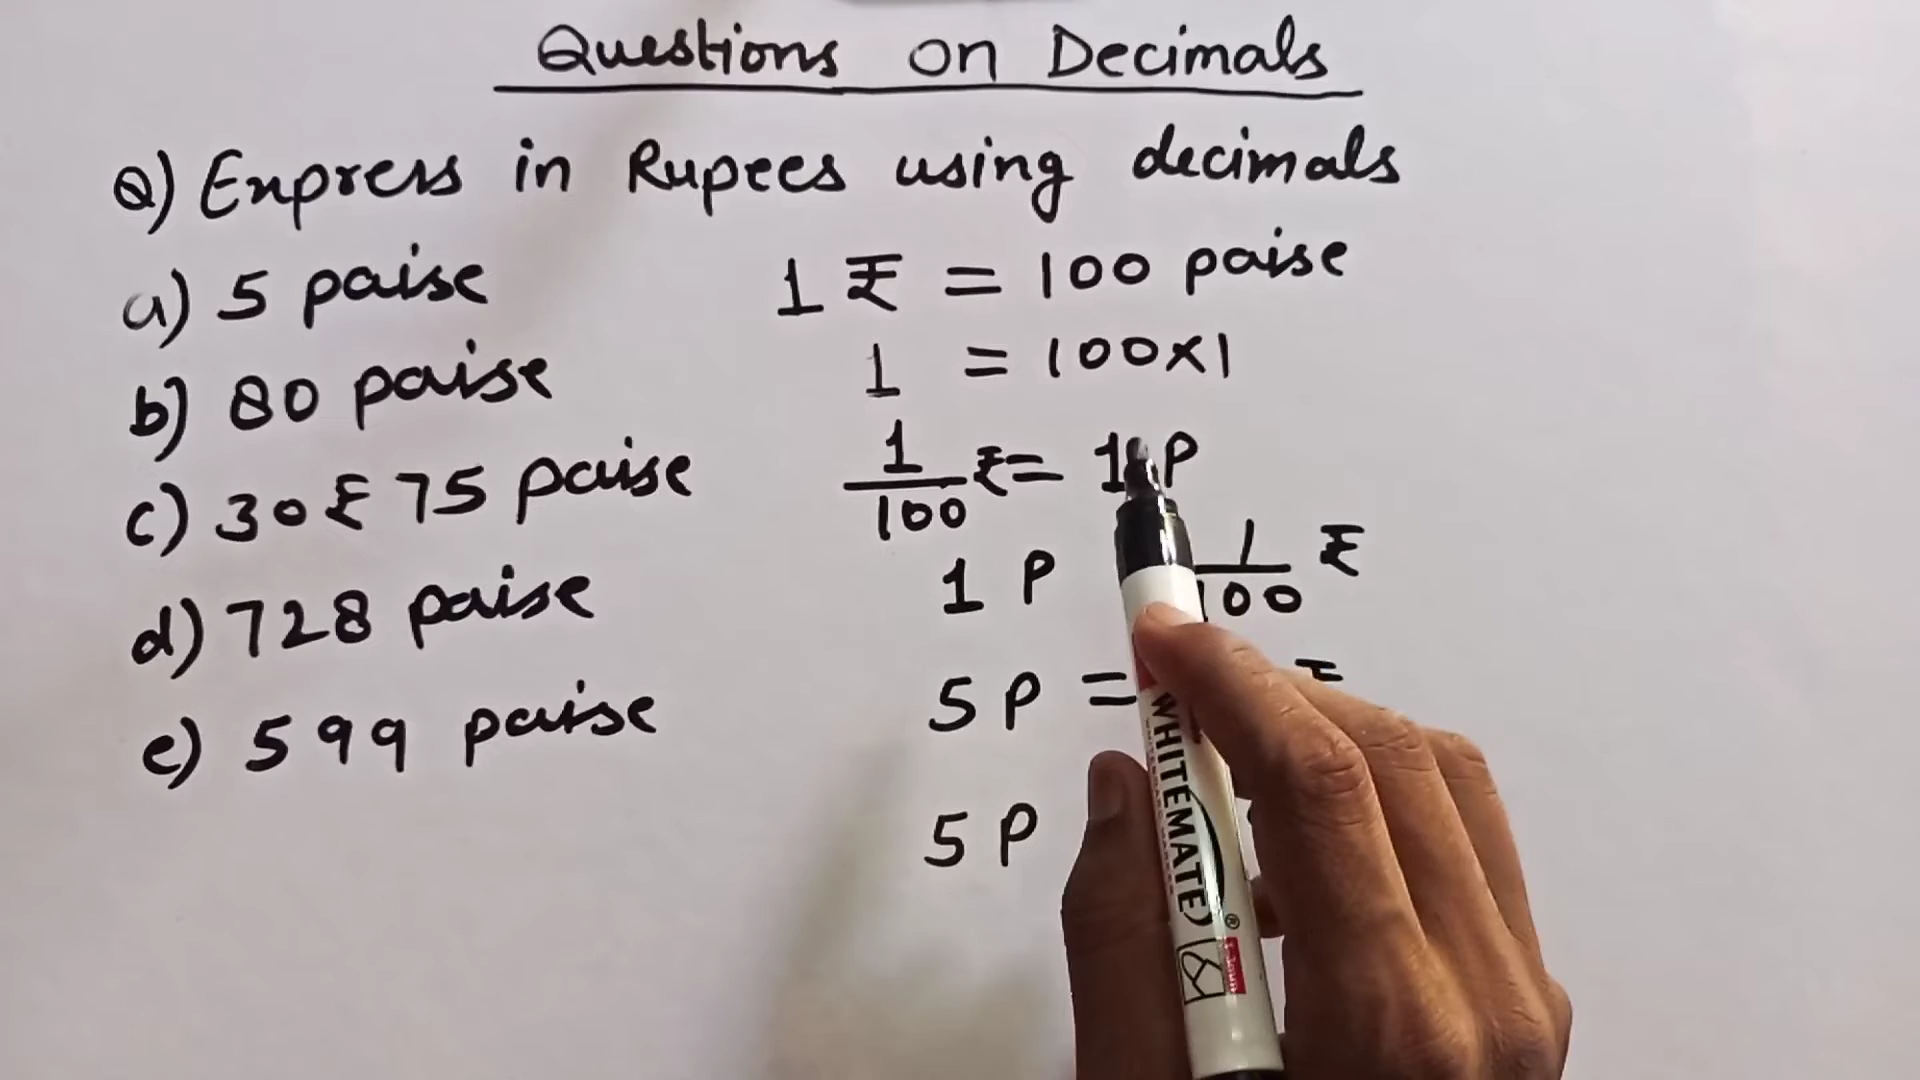 Questions on Decimals
Q) Express in Rupees using decimals
a) 5 paise
b) 80 paise
c) 30₹ 75 paise
d) 728 paise
e) 599 paise
1 ₹ = 100 paise
1 = 100×1
1/100 ₹ = 1 P
1 P 1/100 ₹
5 P = ₹
5 P
WHITEMATE